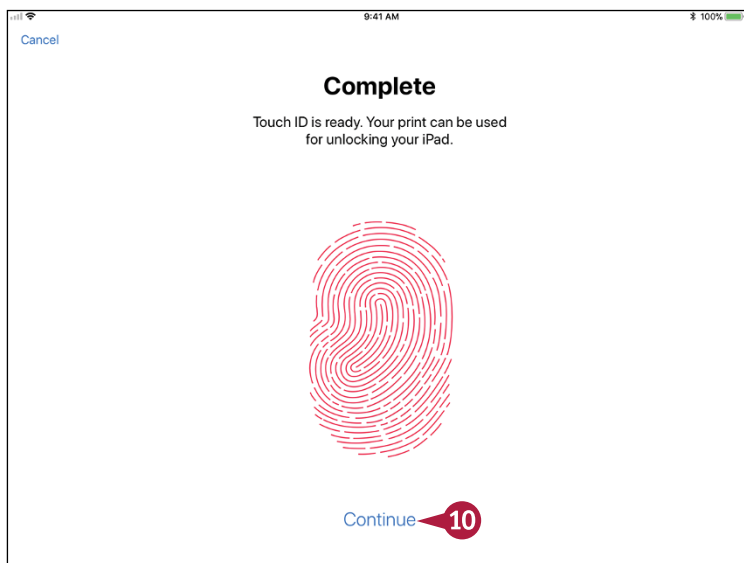 9:41 AM 100%
Cancel
Complete
Touch ID is ready. Your print can be used
for unlocking your iPad.
Continue 10